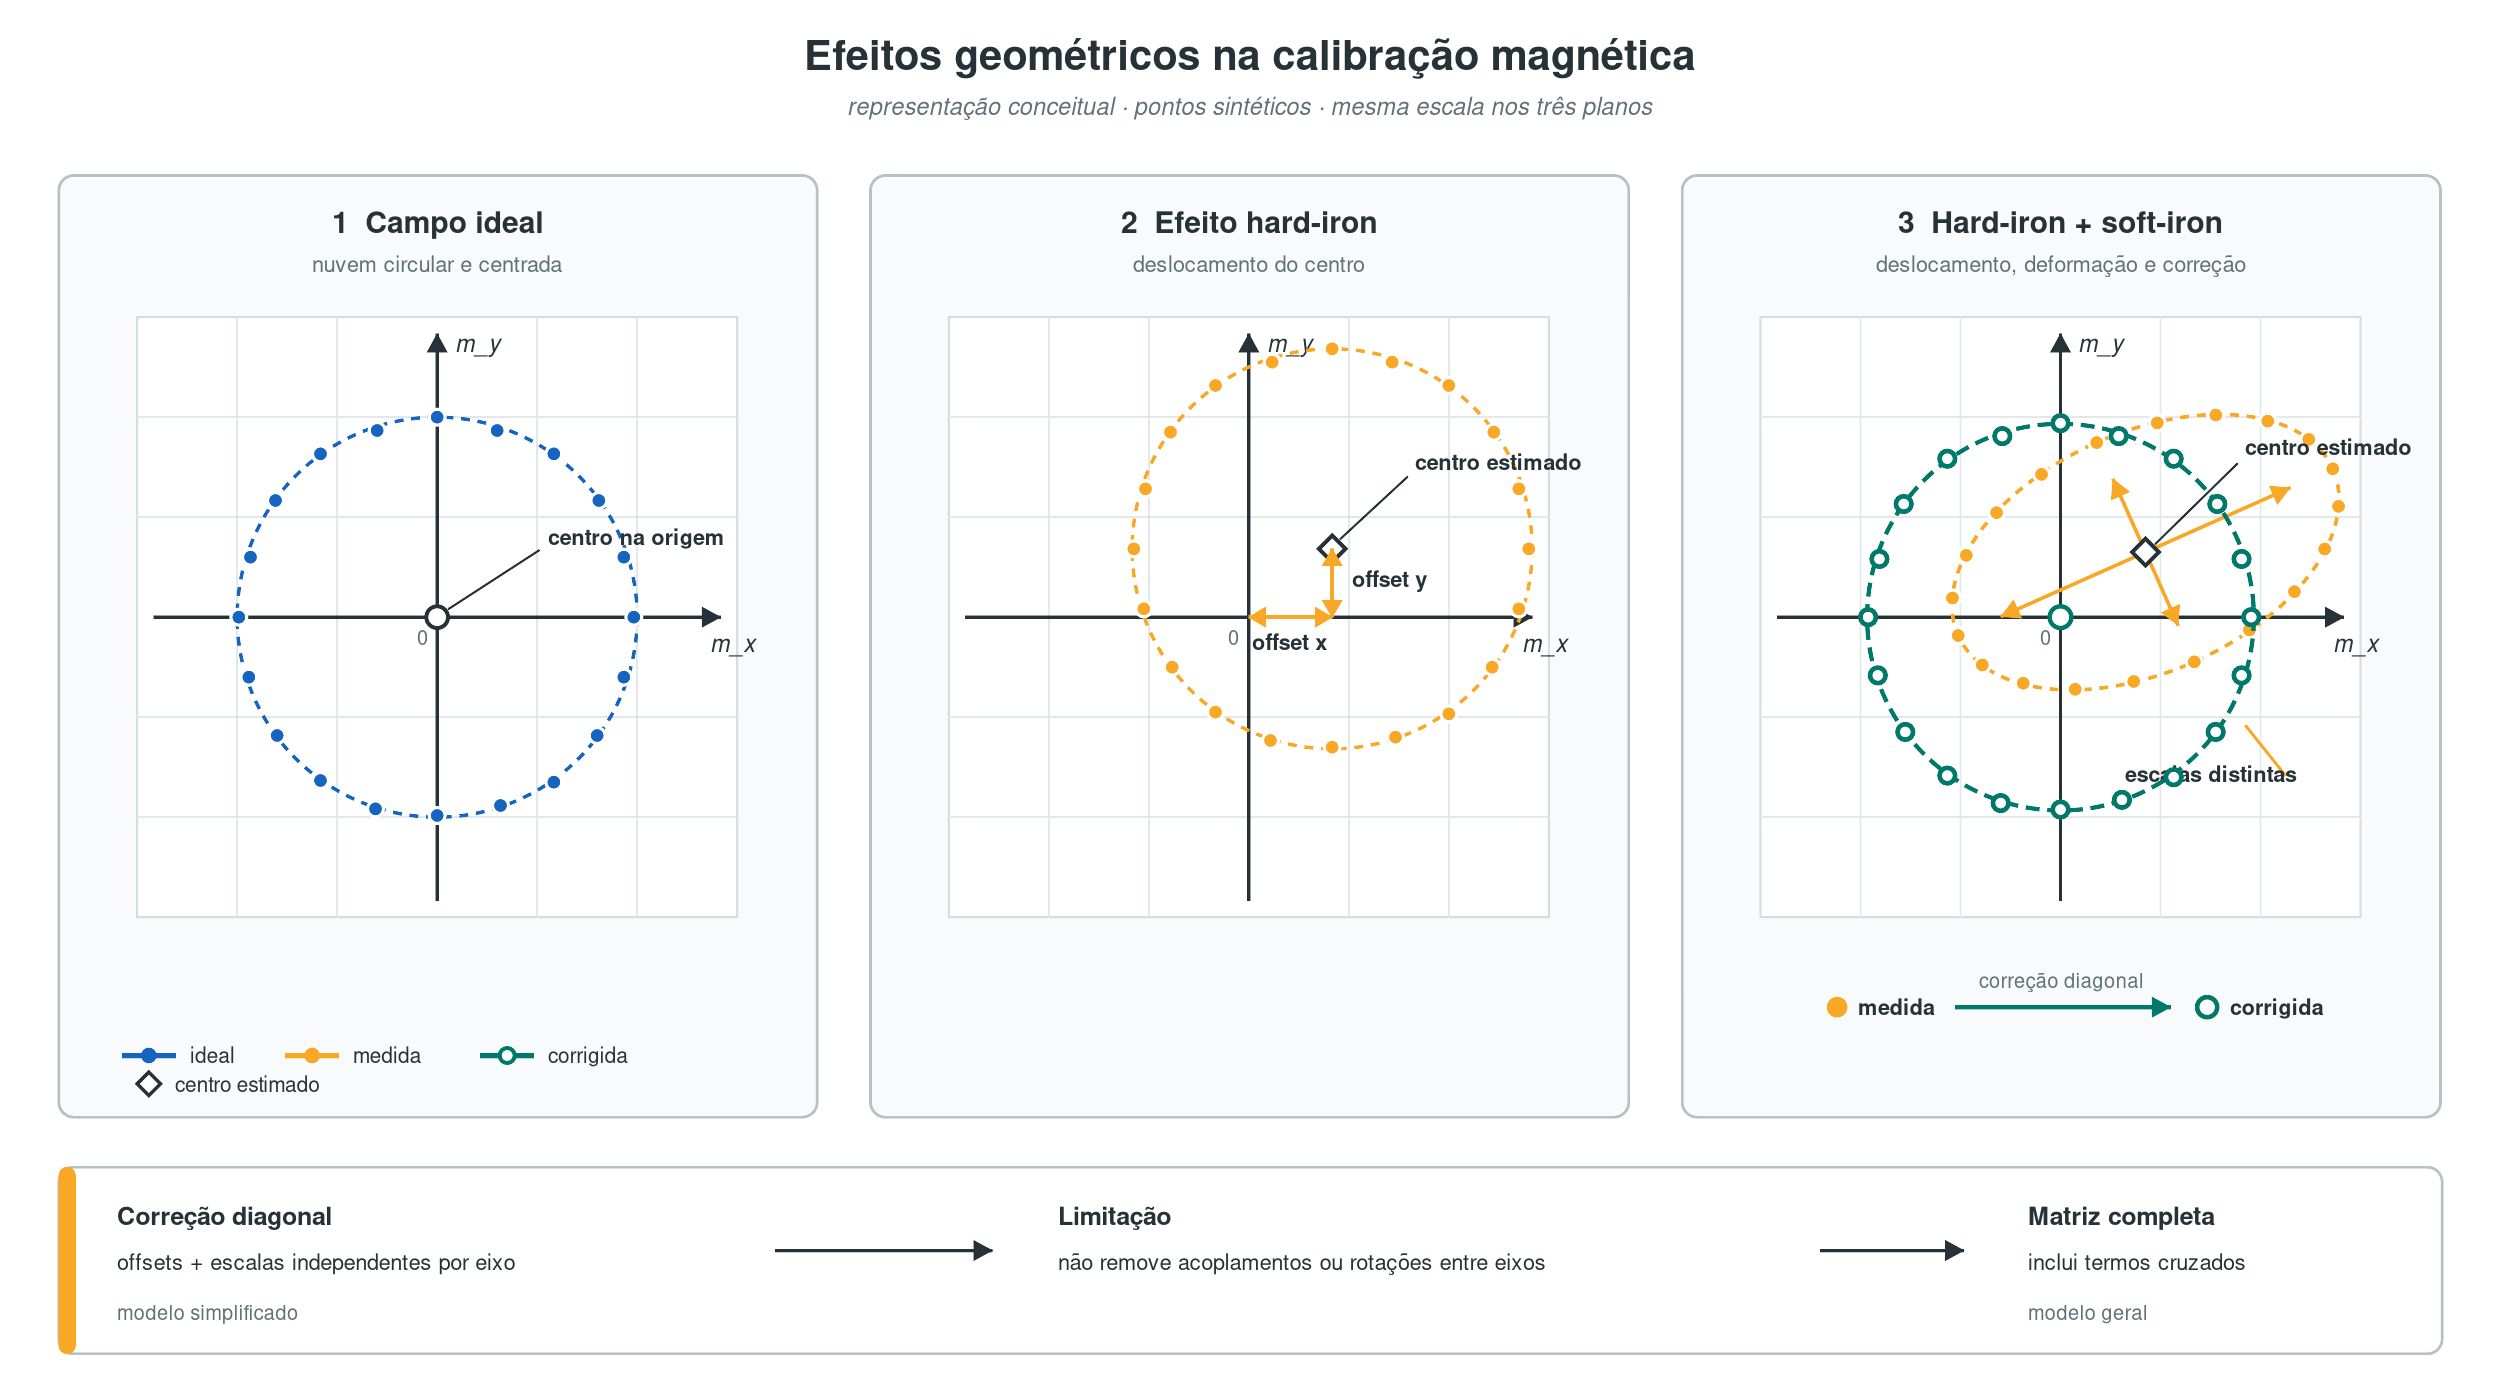 Efeitos geométricos na calibração magnética
representação conceitual · pontos sintéticos · mesma escala nos três planos
1 Campo ideal
nuvem circular e centrada
m_y
centro na origem
0
m_x
ideal
medida
corrigida
centro estimado
2 Efeito hard-iron
deslocamento do centro
m_y
centro estimado
offset y
0
offset x
m_x
3 Hard-iron + soft-iron
deslocamento, deformação e correção
m_y
centro estimado
0
m_x
escalas distintas
correção diagonal
medida
corrigida
Correção diagonal
offsets + escalas independentes por eixo
modelo simplificado
Limitação
não remove acoplamentos ou rotações entre eixos
Matriz completa
inclui termos cruzados
modelo geral